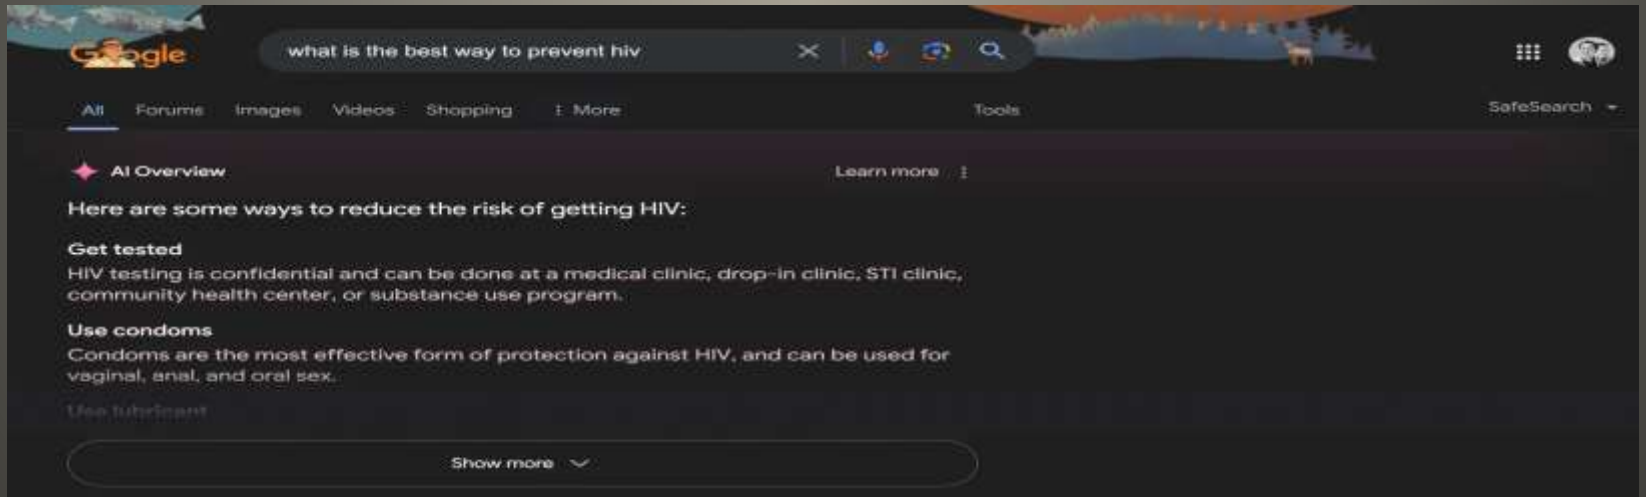 Google
what is the best way to prevent hiv
All Forums Images Videos Shopping More Tools SafeSearch
AI Overview Learn more
Here are some ways to reduce the risk of getting HIV:
Get tested
HIV testing is confidential and can be done at a medical clinic, drop-in clinic, STI clinic,
community health center, or substance use program.
Use condoms
Condoms are the most effective form of protection against HIV, and can be used for
vaginal, anal, and oral sex.
Use lubricant
Show more